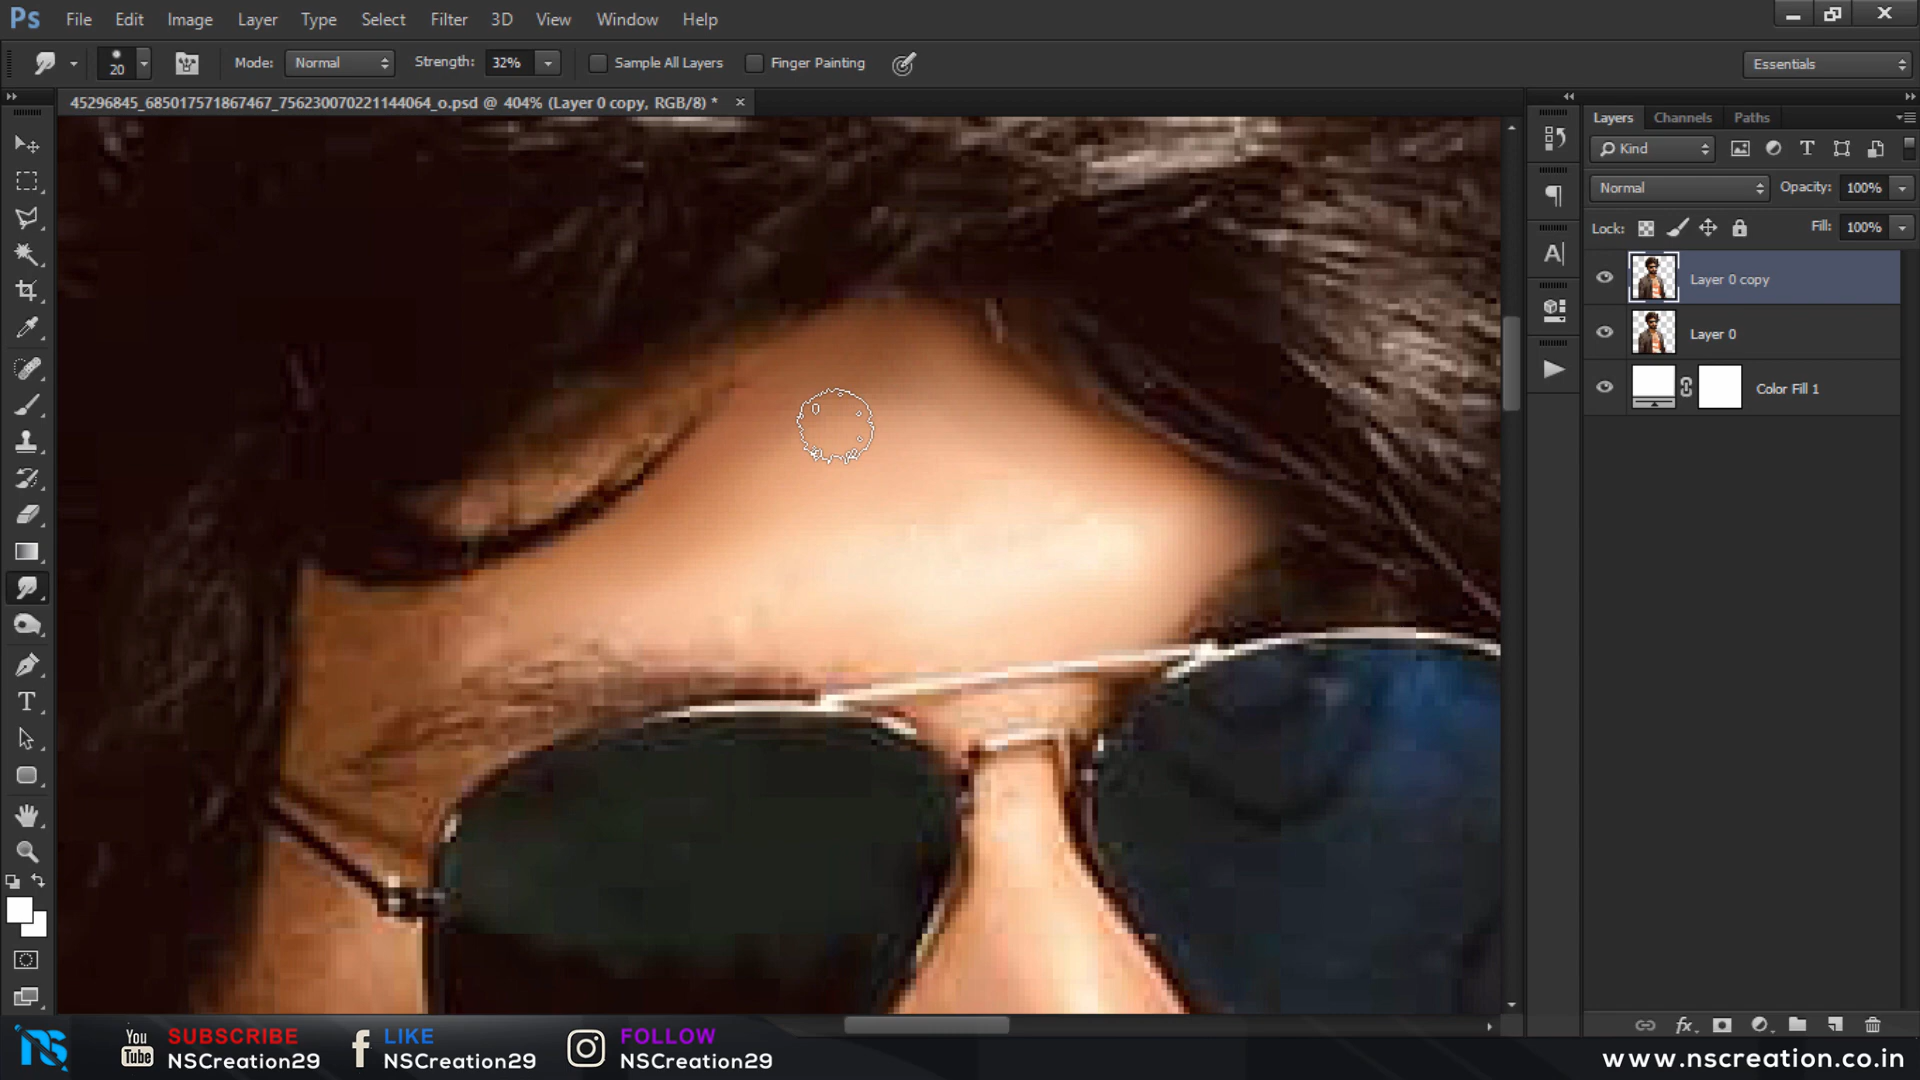 Ps File Edit Image Layer Type Select Filter 3D View Window Help
20 Mode: Normal Strength: 32% Sample All Layers Finger Painting Essentials
45296845_685017571867467_756230070221144064_o.psd @ 404% (Layer 0 copy, RGB/8) *
Layers Channels Paths
Kind
Normal Opacity: 100%
Lock: Fill: 100%
Layer 0 copy
Layer 0
Color Fill 1
You Tube SUBSCRIBE NSCreation29
LIKE NSCreation29
FOLLOW NSCreation29
www.nscreation.co.in